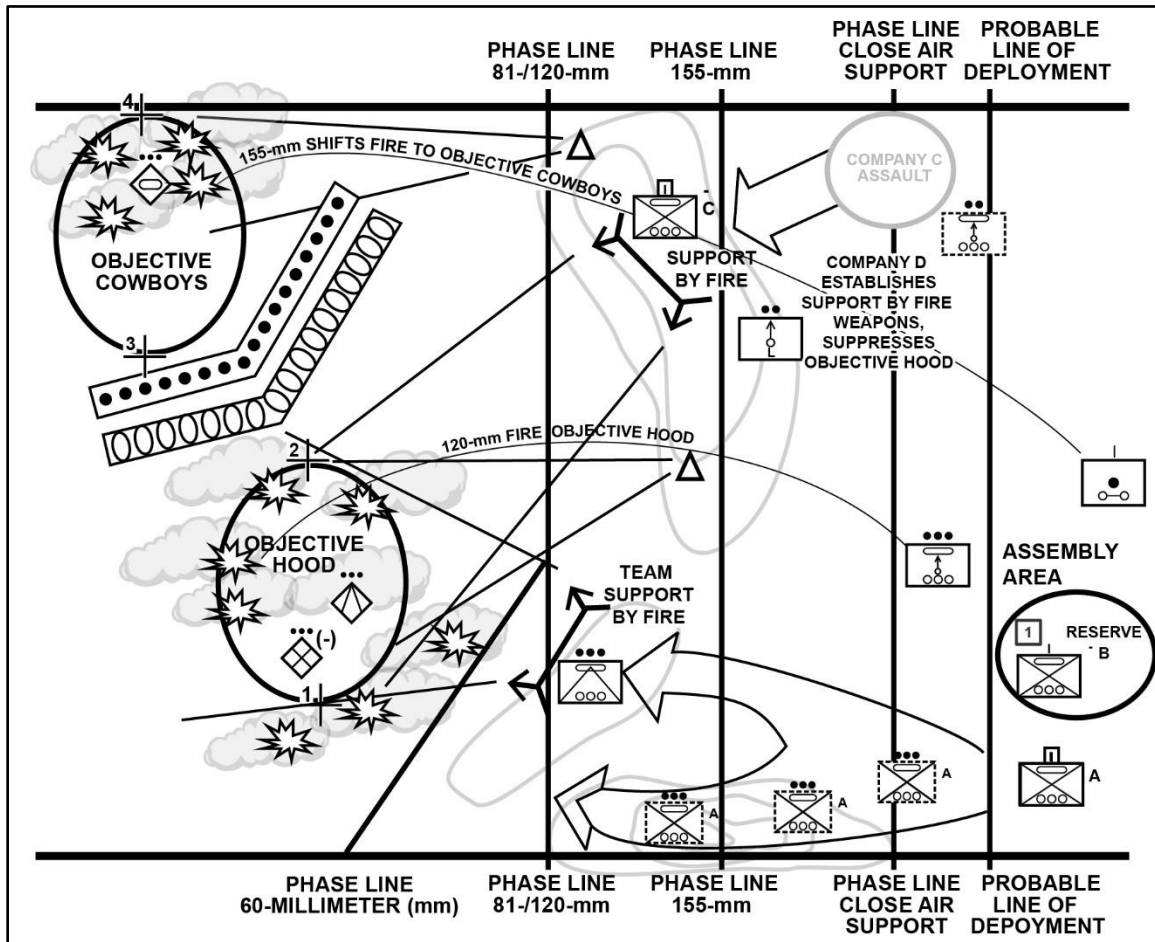 PHASE LINE
81-/120-mm
PHASE LINE
155-mm
PHASE LINE
CLOSE AIR
SUPPORT
PROBABLE
LINE OF
DEPLOYMENT
4
155-mm SHIFTS FIRE TO OBJECTIVE COWBOYS
COMPANY C
ASSAULT
- C
OBJECTIVE
COWBOYS
SUPPORT
BY FIRE
COMPANY D
ESTABLISHES
SUPPORT BY FIRE
WEAPONS,
SUPPRESSES
OBJECTIVE HOOD
L
3
2
120-mm FIRE OBJECTIVE HOOD
OBJECTIVE
HOOD
(-)
1
TEAM
SUPPORT
BY FIRE
ASSEMBLY
AREA
1
RESERVE
- B
A
A
A
A
PHASE LINE
60-MILLIMETER (mm)
PHASE LINE
81-/120-mm
PHASE LINE
155-mm
PHASE LINE
CLOSE AIR
SUPPORT
PROBABLE
LINE OF
DEPOYMENT